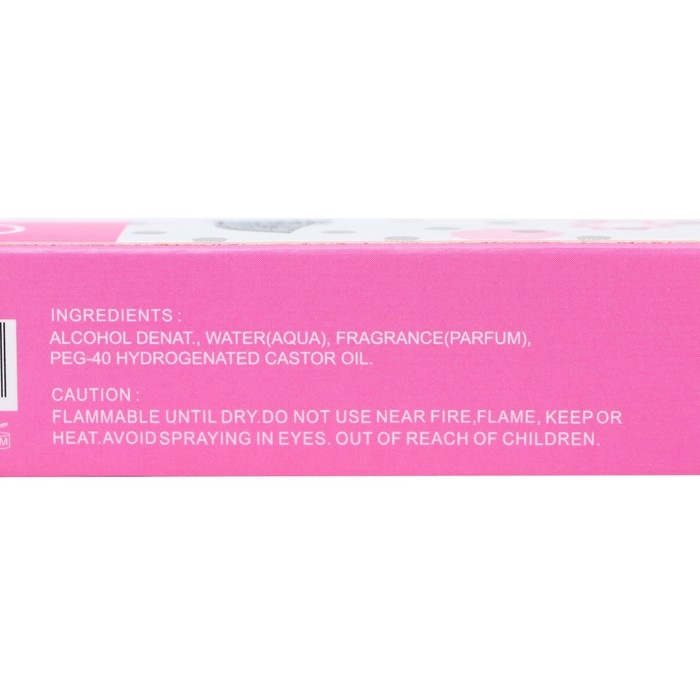 INGREDIENTS :
ALCOHOL DENAT., WATER(AQUA), FRAGRANCE(PARFUM),
PEG-40 HYDROGENATED CASTOR OIL.
CAUTION :
FLAMMABLE UNTIL DRY.DO NOT USE NEAR FIRE,FLAME, KEEP OR
HEAT.AVOID SPRAYING IN EYES. OUT OF REACH OF CHILDREN.
M